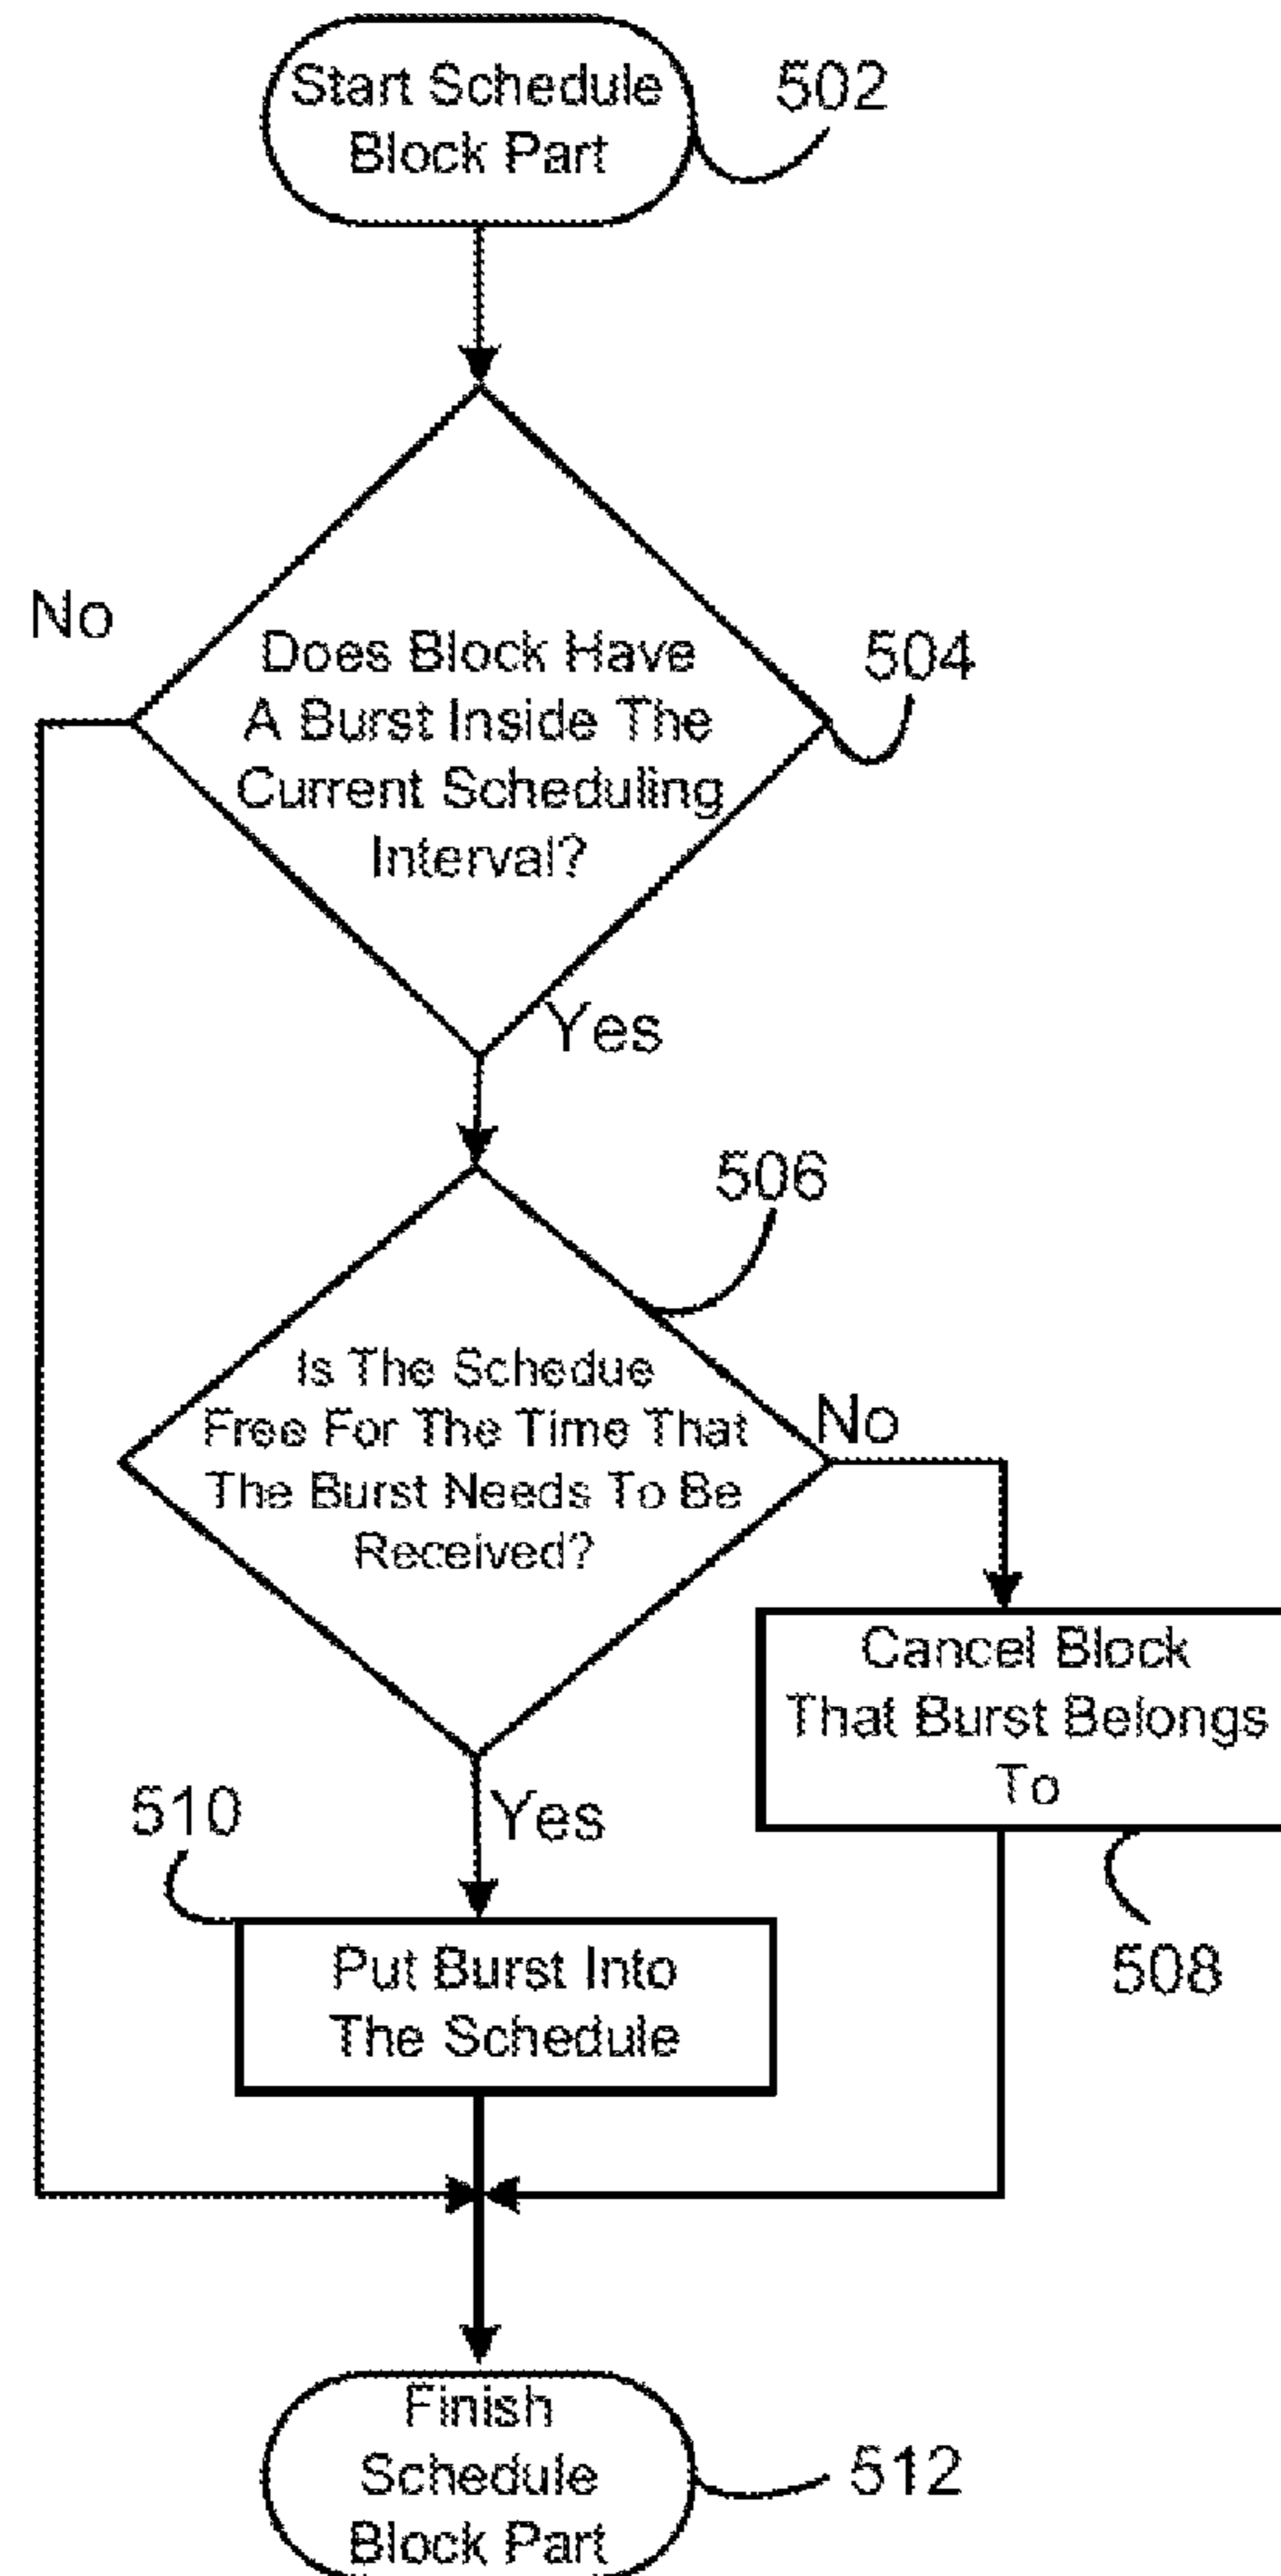 Start Schedule
Block Part
502
No
Does Block Have
A Burst Inside The
Current Scheduling
Interval?
504
Yes
506
Is The Schedue
Free For The Time That
The Burst Needs To Be
Received?
No
Cancel Block
That Burst Belongs
To
508
Yes
510
Put Burst Into
The Schedule
Finish
Schedule
Block Part
512